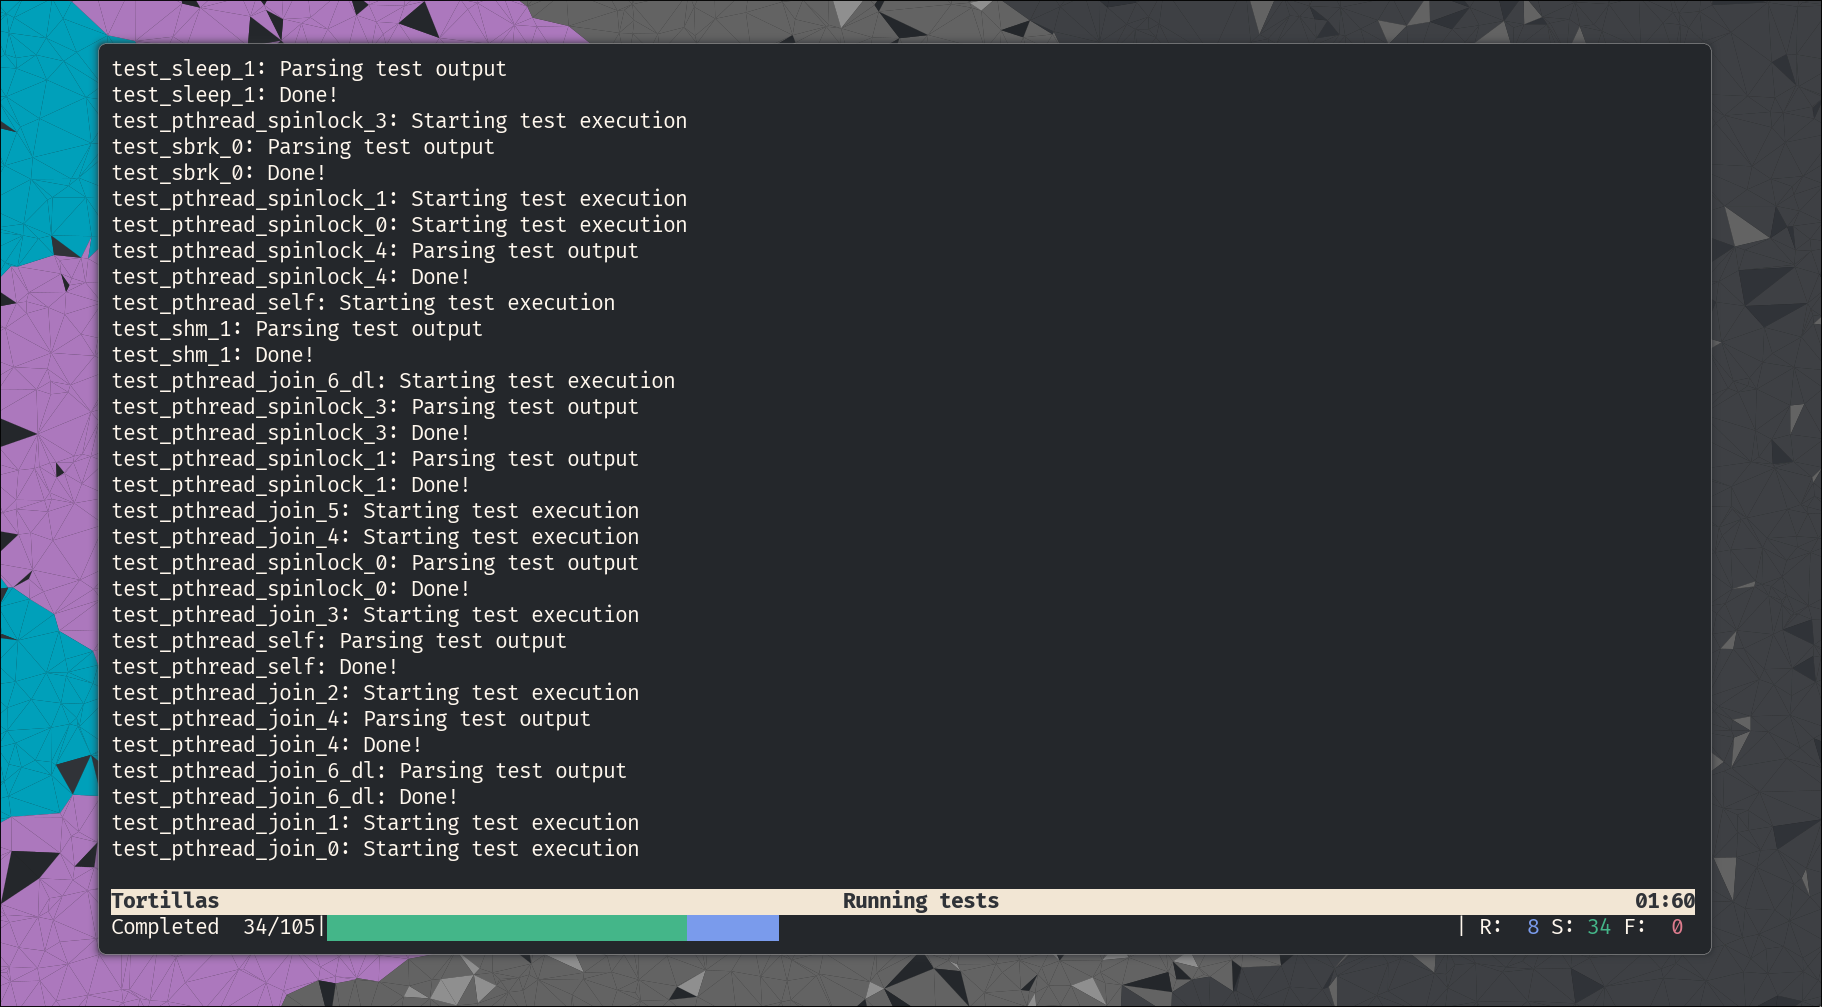 test_sleep_1: Parsing test output
test_sleep_1: Done!
test_pthread_spinlock_3: Starting test execution
test_sbrk_0: Parsing test output
test_sbrk_0: Done!
test_pthread_spinlock_1: Starting test execution
test_pthread_spinlock_0: Starting test execution
test_pthread_spinlock_4: Parsing test output
test_pthread_spinlock_4: Done!
test_pthread_self: Starting test execution
test_shm_1: Parsing test output
test_shm_1: Done!
test_pthread_join_6_dl: Starting test execution
test_pthread_spinlock_3: Parsing test output
test_pthread_spinlock_3: Done!
test_pthread_spinlock_1: Parsing test output
test_pthread_spinlock_1: Done!
test_pthread_join_5: Starting test execution
test_pthread_join_4: Starting test execution
test_pthread_spinlock_0: Parsing test output
test_pthread_spinlock_0: Done!
test_pthread_join_3: Starting test execution
test_pthread_self: Parsing test output
test_pthread_self: Done!
test_pthread_join_2: Starting test execution
test_pthread_join_4: Parsing test output
test_pthread_join_4: Done!
test_pthread_join_6_dl: Parsing test output
test_pthread_join_6_dl: Done!
test_pthread_join_1: Starting test execution
test_pthread_join_0: Starting test execution
Tortillas Running tests 01:60
Completed 34/105| | R: 8 S: 34 F: 0